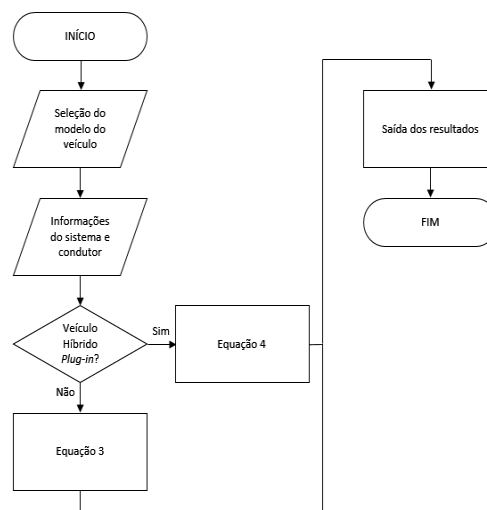 INÍCIO
Seleção do
modelo do
veículo
Informações
do sistema e
condutor
Veículo
Híbrido
Plug-in?
Sim
Equação 4
Não
Equação 3
Saída dos resultados
FIM